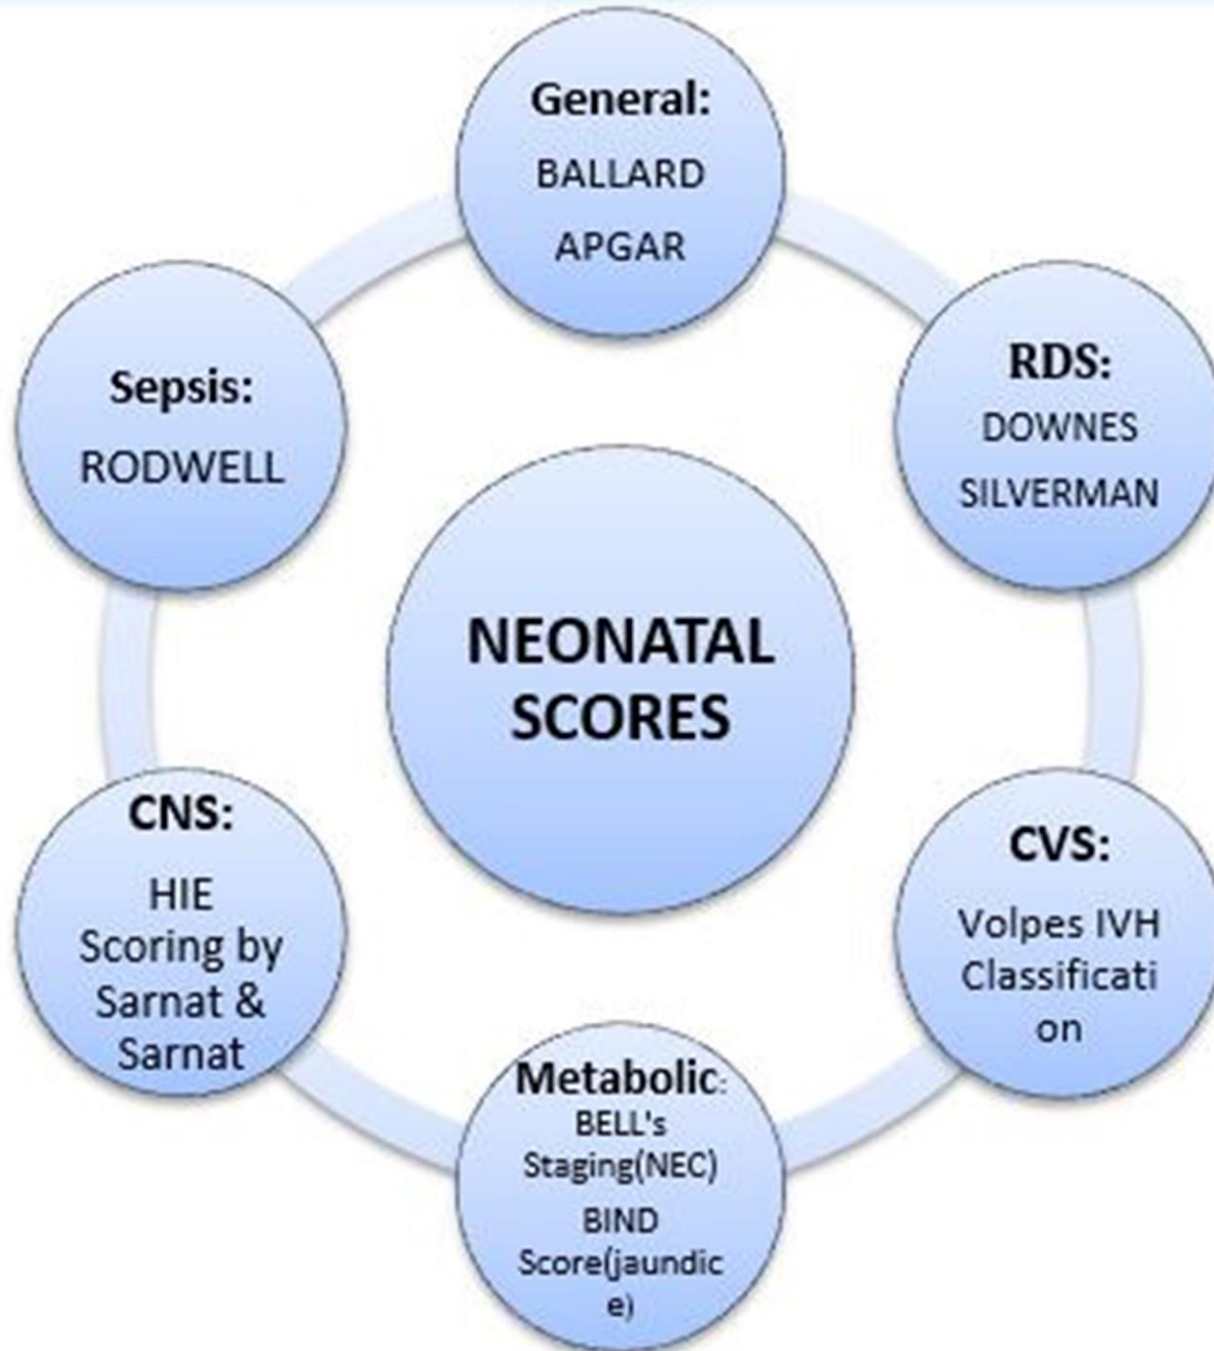 General:
BALLARD
APGAR
RDS:
DOWNES
SILVERMAN
CVS:
Volpes IVH
Classificati
on
Metabolic:
BELL's
Staging(NEC)
BIND
Score(jaundic
e)
CNS:
HIE
Scoring by
Sarnat &
Sarnat
Sepsis:
RODWELL
NEONATAL
SCORES